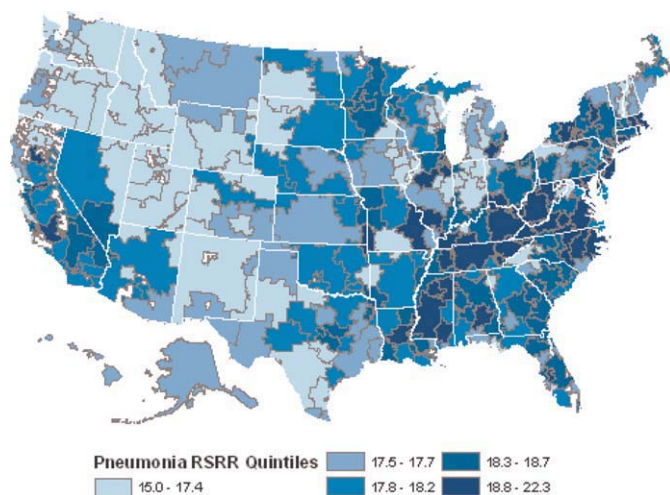 Pneumonia RSRR Quintiles
15.0 - 17.4
17.5 - 17.7
17.8 - 18.2
18.3 - 18.7
18.8 - 22.3